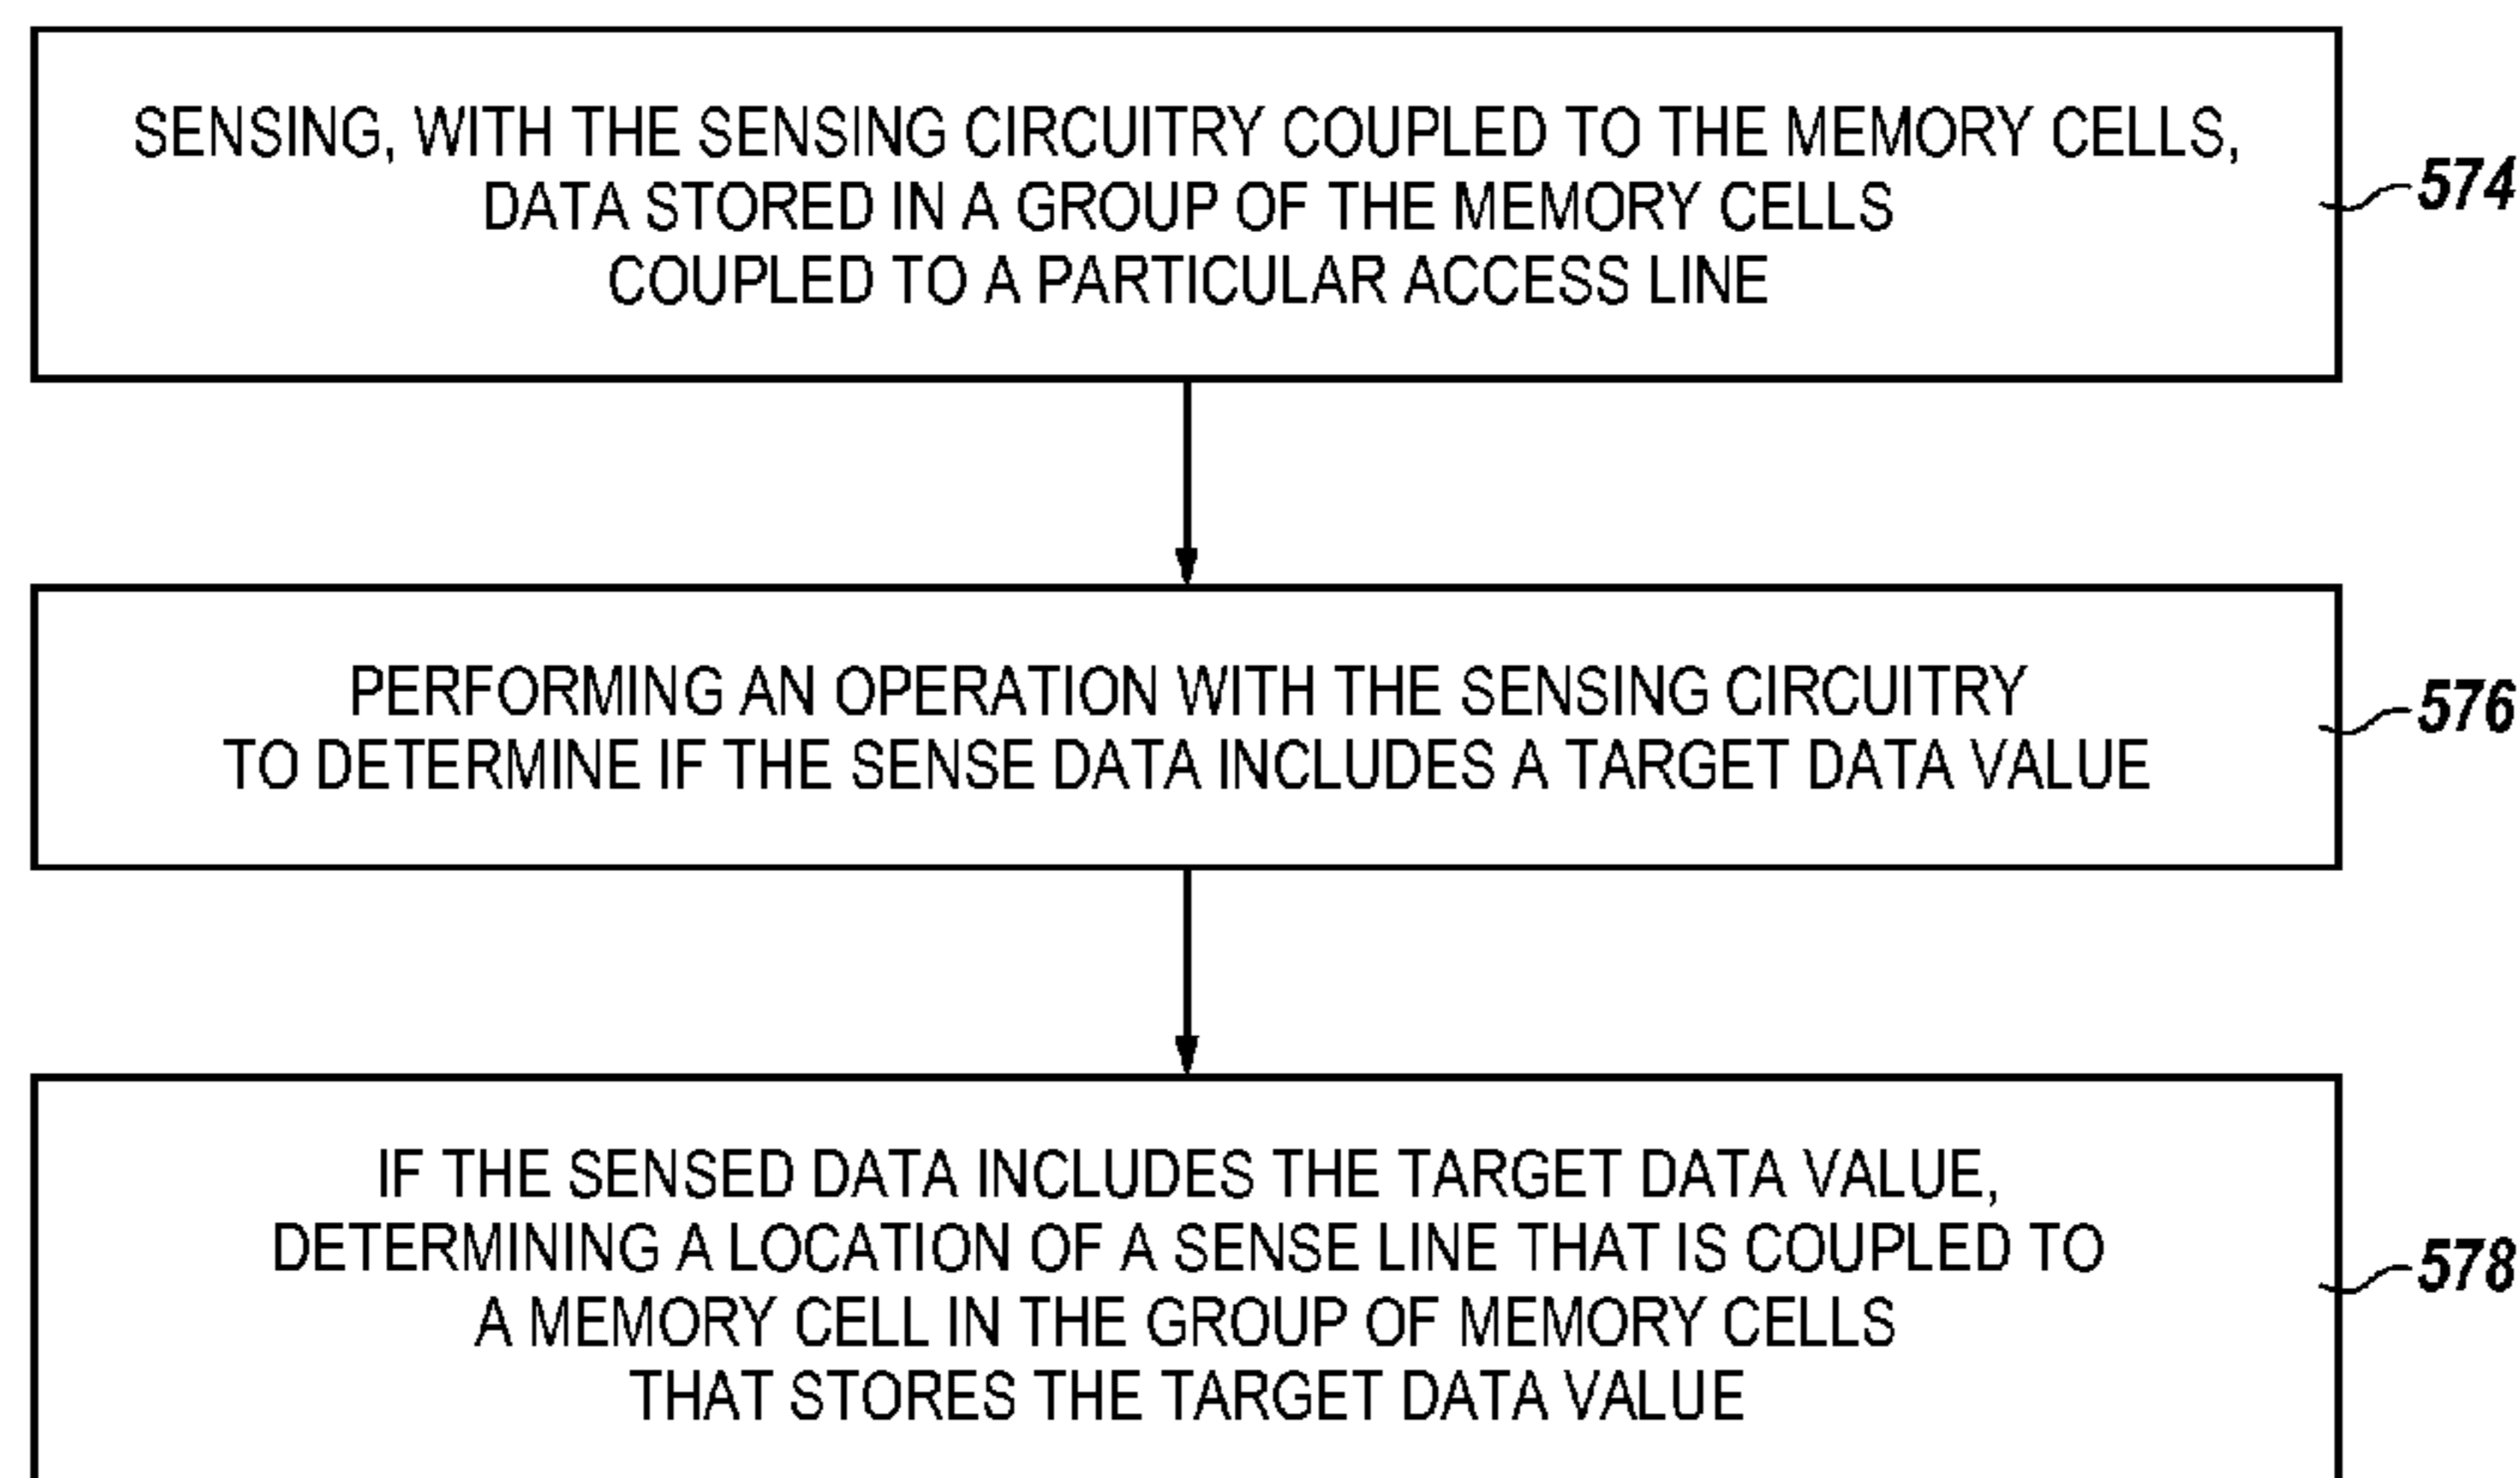 SENSING, WITH THE SENSING CIRCUITRY COUPLED TO THE MEMORY CELLS,
DATA STORED IN A GROUP OF THE MEMORY CELLS
COUPLED TO A PARTICULAR ACCESS LINE
574
PERFORMING AN OPERATION WITH THE SENSING CIRCUITRY
TO DETERMINE IF THE SENSE DATA INCLUDES A TARGET DATA VALUE
576
IF THE SENSED DATA INCLUDES THE TARGET DATA VALUE,
DETERMINING A LOCATION OF A SENSE LINE THAT IS COUPLED TO
A MEMORY CELL IN THE GROUP OF MEMORY CELLS
THAT STORES THE TARGET DATA VALUE
578